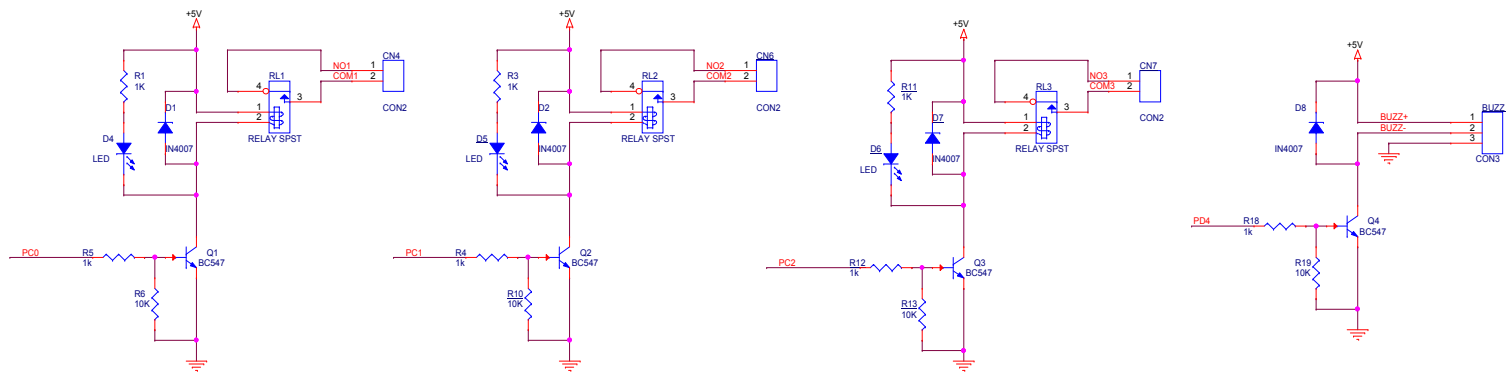 +5V
R1
1K
D1
IN4007
D4
LED
4
RL1
3
1
2
RELAY SPST
NO1
COM1
1
2
CN4
CON2
PC0
R5
1k
Q1
BC547
R6
10K
+5V
R3
1K
D2
IN4007
D5
LED
4
RL2
3
1
2
RELAY SPST
NO2
COM2
1
2
CN6
CON2
PC1
R4
1k
Q2
BC547
R10
10K
+5V
R11
1K
D7
IN4007
D6
LED
4
RL3
3
1
2
RELAY SPST
NO3
COM3
1
2
CN7
CON2
PC2
R12
1k
Q3
BC547
R13
10K
+5V
D8
IN4007
BUZZ+
BUZZ-
1
2
3
BUZZ
CON3
PD4
R18
1k
Q4
BC547
R19
10K